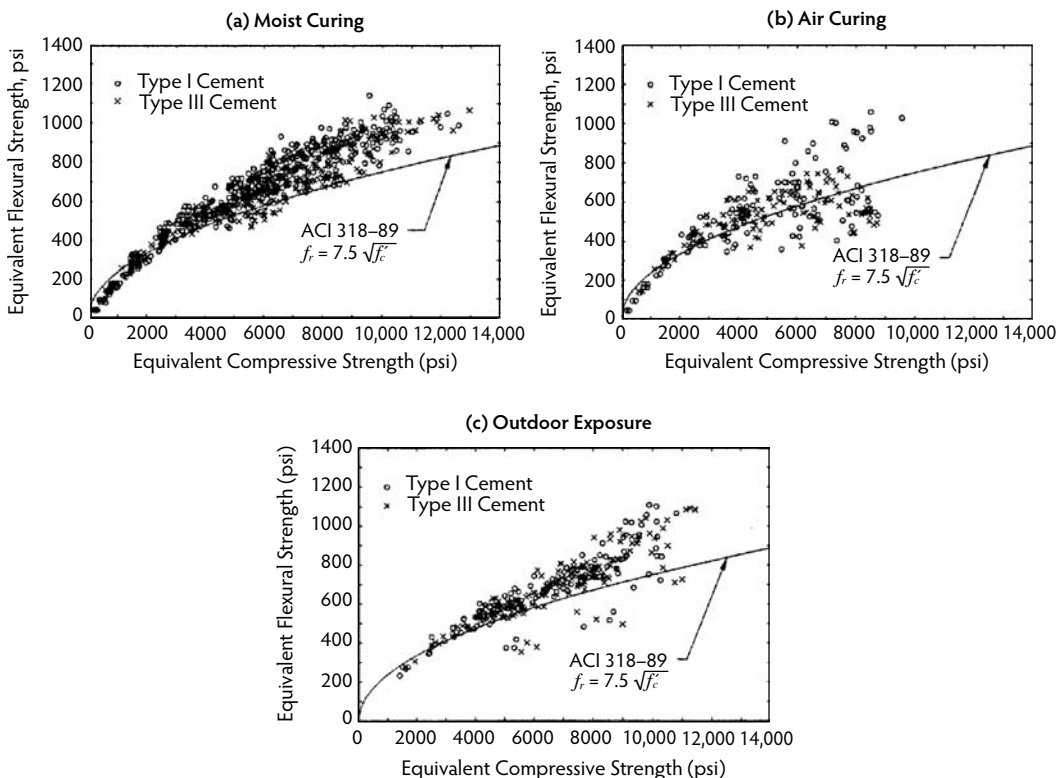 (a) Moist Curing
1400
1200
1000
800
600
400
200
0
Equivalent Flexural Strength, psi
Type I Cement
Type III Cement
ACI 318–89
f_r = 7.5 √f′_c
0 2000 4000 6000 8000 10,000 12,000 14,000
Equivalent Compressive Strength (psi)
(b) Air Curing
1400
1200
1000
800
600
400
200
0
Equivalent Flexural Strength, psi
Type I Cement
Type III Cement
ACI 318–89
f_r = 7.5 √f′_c
0 2000 4000 6000 8000 10,000 12,000 14,000
Equivalent Compressive Strength (psi)
(c) Outdoor Exposure
1400
1200
1000
800
600
400
200
0
Equivalent Flexural Strength (psi)
Type I Cement
Type III Cement
ACI 318–89
f_r = 7.5 √f′_c
0 2000 4000 6000 8000 10,000 12,000 14,000
Equivalent Compressive Strength (psi)